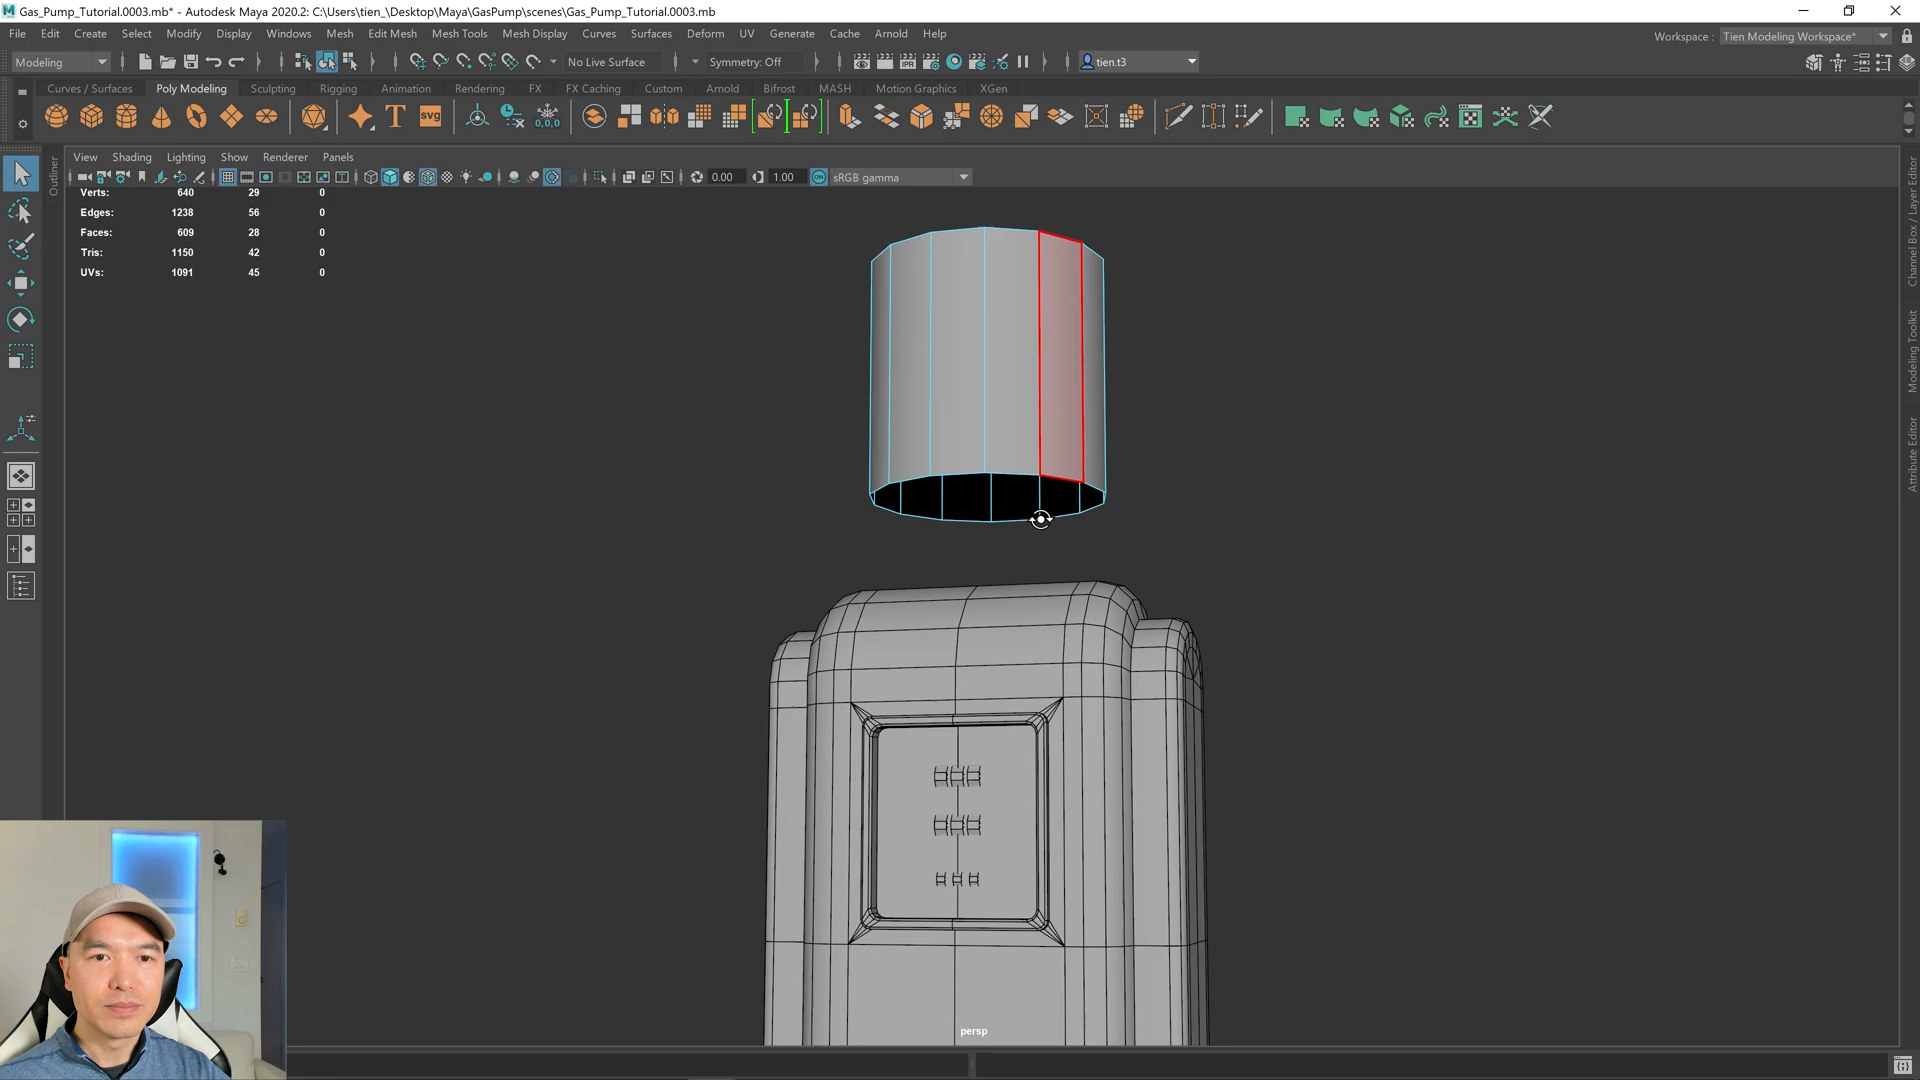 Gas_Pump_Tutorial.0003.mb* - Autodesk Maya 2020.2: C:\Users\tien_\Desktop\Maya\GasPump\scenes\Gas_Pump_Tutorial.0003.mb
File Edit Create Select Modify Display Windows Mesh Edit Mesh Mesh Tools Mesh Display Curves Surfaces Deform UV Generate Cache Arnold Help
Workspace : Tien Modeling Workspace*
Modeling No Live Surface Symmetry: Off tien.t3
Curves / Surfaces Poly Modeling Sculpting Rigging Animation Rendering FX FX Caching Custom Arnold Bifrost MASH Motion Graphics XGen
T svg 0,0,0
View Shading Lighting Show Renderer Panels
0.00 1.00 ON sRGB gamma
Outliner
Verts: 640 29 0
Edges: 1238 56 0
Faces: 609 28 0
Tris: 1150 42 0
UVs: 1091 45 0
Channel Box / Layer Editor
Modeling Toolkit
Attribute Editor
persp